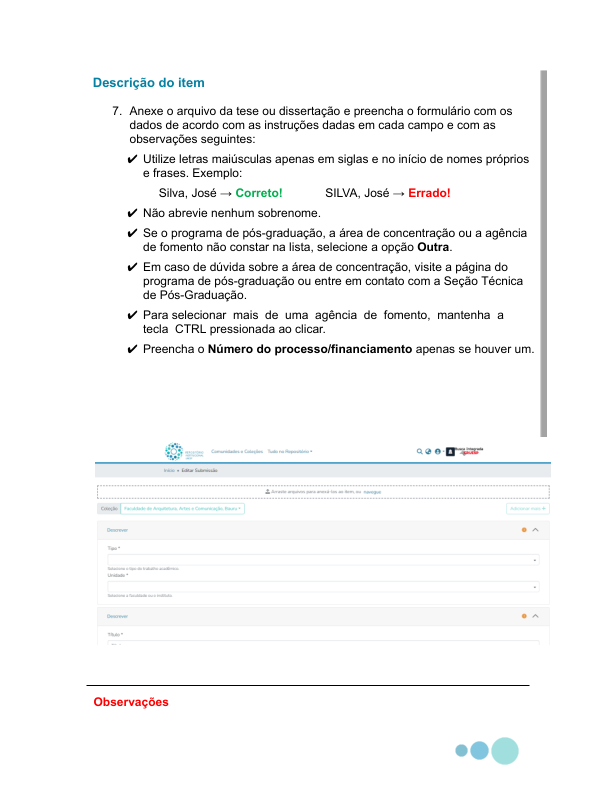 Descrição do item
7. Anexe o arquivo da tese ou dissertação e preencha o formulário com os
dados de acordo com as instruções dadas em cada campo e com as
observações seguintes:
✔ Utilize letras maiúsculas apenas em siglas e no início de nomes próprios
e frases. Exemplo:
Silva, José → Correto! SILVA, José → Errado!
✔ Não abrevie nenhum sobrenome.
✔ Se o programa de pós-graduação, a área de concentração ou a agência
de fomento não constar na lista, selecione a opção Outra.
✔ Em caso de dúvida sobre a área de concentração, visite a página do
programa de pós-graduação ou entre em contato com a Seção Técnica
de Pós-Graduação.
✔ Para selecionar mais de uma agência de fomento, mantenha a
tecla CTRL pressionada ao clicar.
✔ Preencha o Número do processo/financiamento apenas se houver um.
Comunidades e Coleções Tudo no Repositório
Início • Editar Submissão
Arraste arquivos para anexá-los ao item, ou navegue
Coleção Faculdade de Arquitetura, Artes e Comunicação, Bauru
Adicionar mais +
Descrever
Tipo *
Selecione o tipo de trabalho acadêmico.
Unidade *
Selecione a faculdade ou o instituto.
Descrever
Título *
Observações